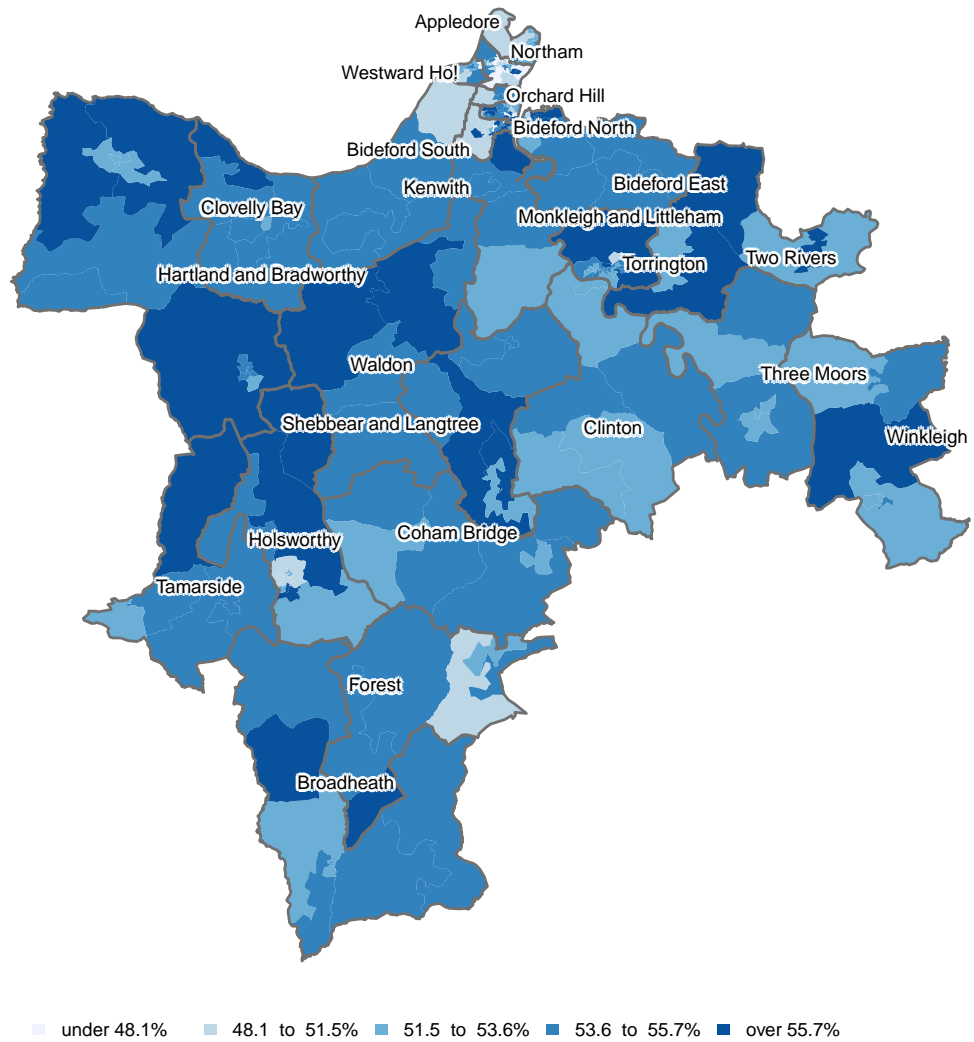 Appledore
Northam
Westward Ho!
Orchard Hill
Bideford North
Bideford South
Kenwith
Bideford East
Clovelly Bay
Monkleigh and Littleham
Two Rivers
Torrington
Hartland and Bradworthy
Waldon
Three Moors
Shebbear and Langtree
Clinton
Winkleigh
Coham Bridge
Holsworthy
Tamarside
Forest
Broadheath
under 48.1% 48.1 to 51.5% 51.5 to 53.6% 53.6 to 55.7% over 55.7%